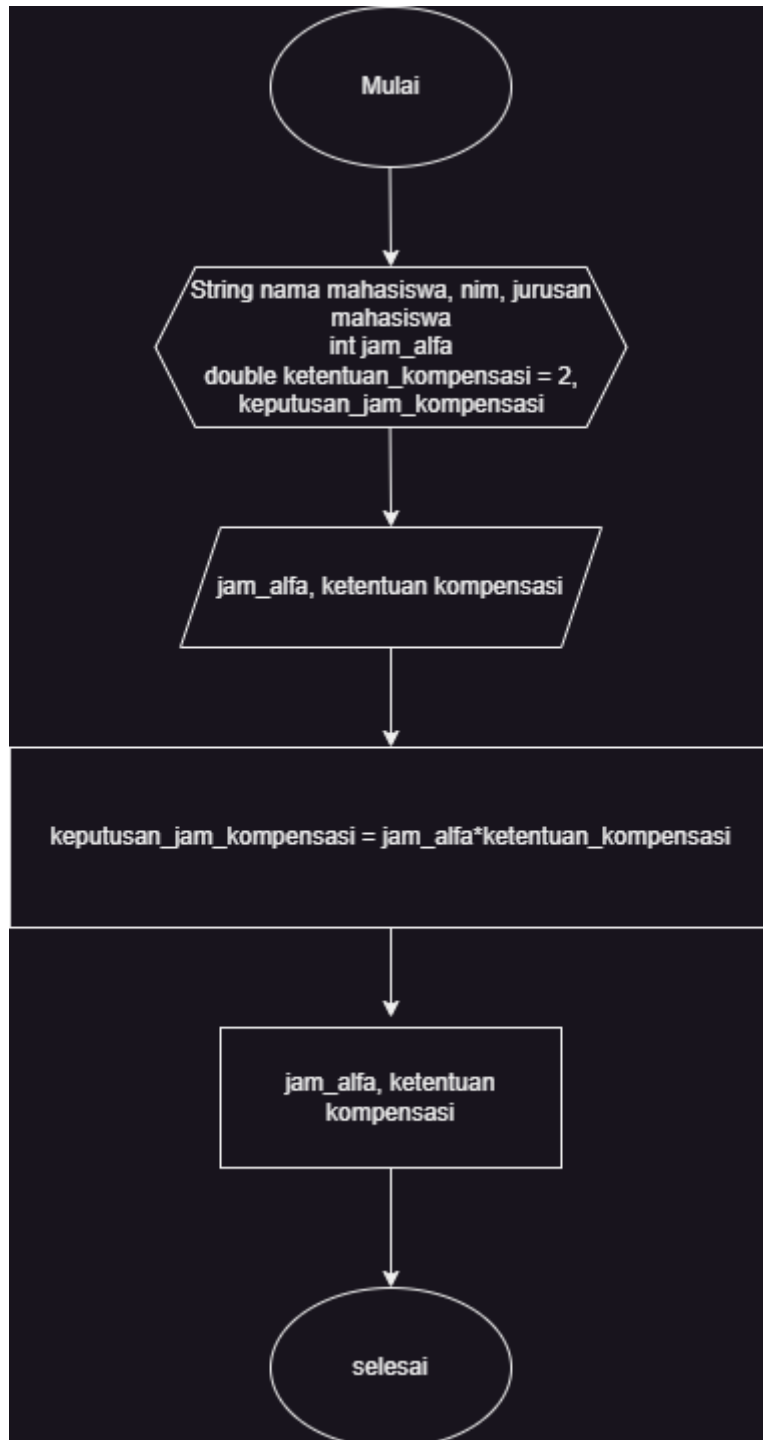 Mulai
String nama mahasiswa, nim, jurusan
mahasiswa
int jam_alfa
double ketentuan_kompensasi = 2,
keputusan_jam_kompensasi
jam_alfa, ketentuan kompensasi
keputusan_jam_kompensasi = jam_alfa*ketentuan_kompensasi
jam_alfa, ketentuan
kompensasi
selesai